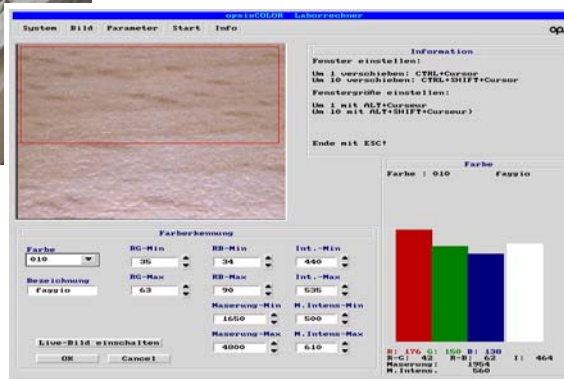 opsisCOLOR Laborrechner
System Bild Parameter Start Info
Information
Fenster einstellen:
Um 1 verschieben: CTRL+Cursor
Um 10 verschieben: CTRL+SHIFT+Cursor
Fenstergröße einstellen:
Um 1 mit ALT+Curseur
Um 10 mit ALT+SHIFT+Curseur)
Ende mit ESC!
Farbe
Farbe : 010 faggio
Farberkennung
Farbe RG-Min RB-Min Int.-Min
010 35 34 440
Bezeichnung RG-Max RB-Max Int.-Max
faggio 63 90 535
Maserung-Min M.Intens-Min
1650 500
Maserung-Max M.Intens-Max
4000 610
Live-Bild einschalten
OK Cancel
R: 176 G: 150 B: 138
R-G: 42 R-B: 62 I: 464
Maserung: 1954
M.Intens. 560